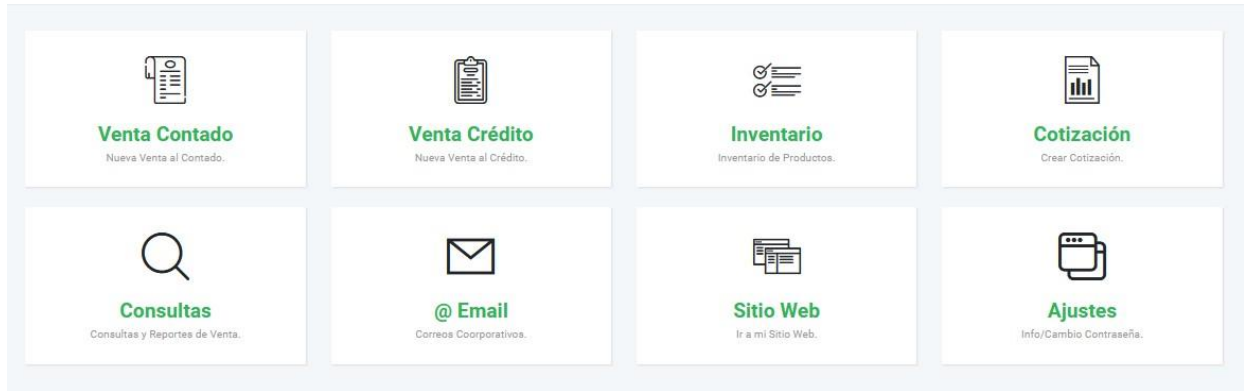 Venta Contado
Nueva Venta al Contado.
Venta Crédito
Nueva Venta al Crédito.
Inventario
Inventario de Productos.
Cotización
Crear Cotización.
Consultas
Consultas y Reportes de Venta.
@ Email
Correos Coorporativos.
Sitio Web
Ir a mi Sitio Web.
Ajustes
Info/Cambio Contraseña.